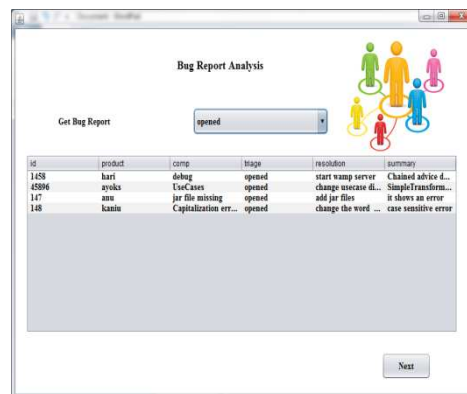 Bug Report Analysis
Get Bug Report opened
id product comp triage resolution summary
1458 hari debug opened start wamp server Chained advice d...
45896 ayoks UseCases opened change usecase di... SimpleTransform...
147 anu jar file missing opened add jar files it shows an error
148 kaniu Capitalization err... opened change the word ... case sensitive error
Next